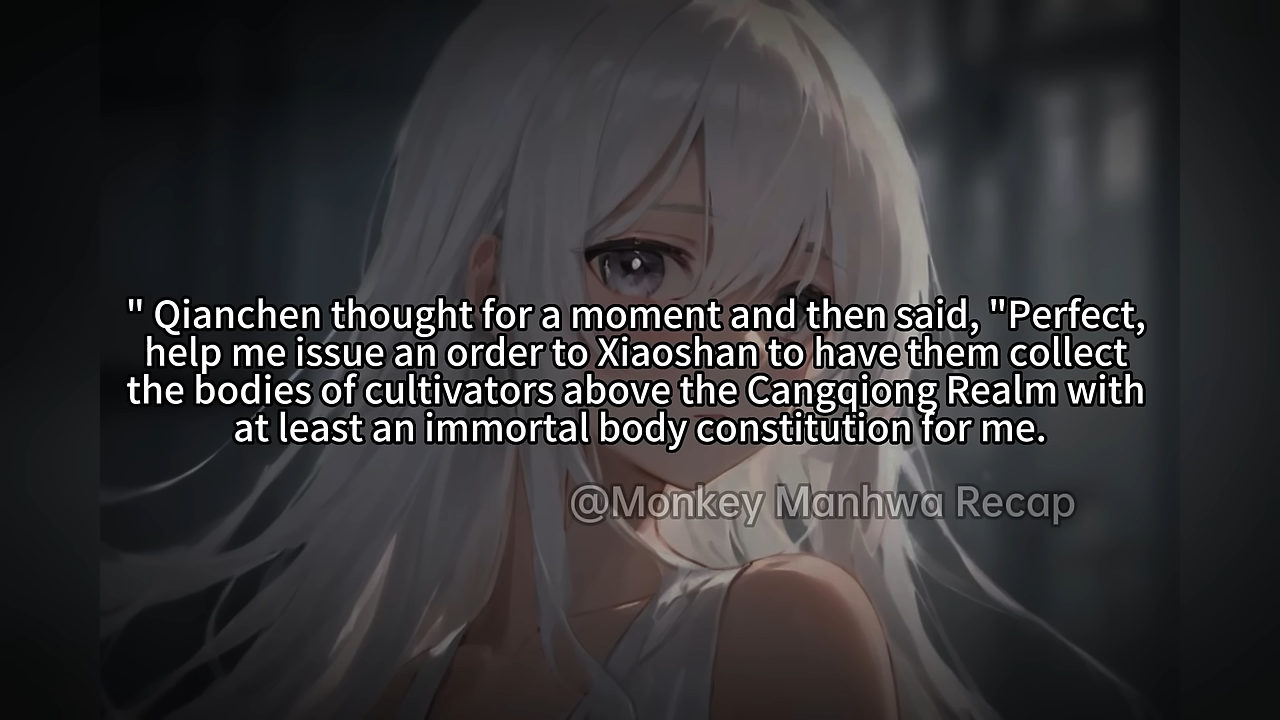 " Qianchen thought for a moment and then said, "Perfect,
help me issue an order to Xiaoshan to have them collect
the bodies of cultivators above the Cangqiong Realm with
at least an immortal body constitution for me.
@Monkey Manhwa Recap